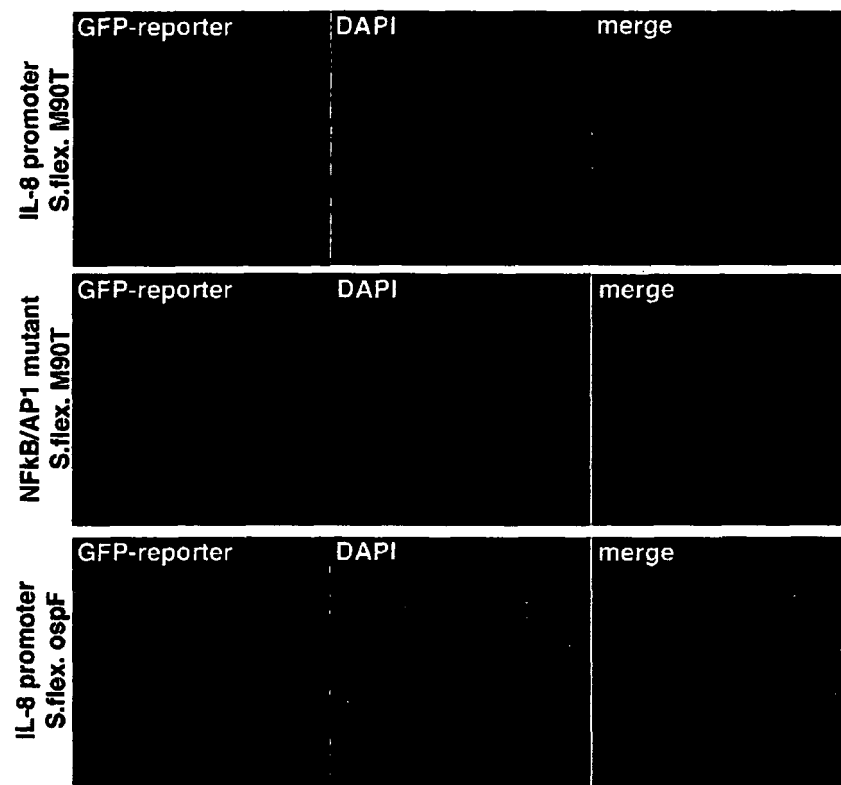 IL-8 promoter
S.flex. M90T
GFP-reporter
DAPI
merge
NFkB/AP1 mutant
S.flex. M90T
GFP-reporter
DAPI
merge
IL-8 promoter
S.flex. ospF
GFP-reporter
DAPI
merge